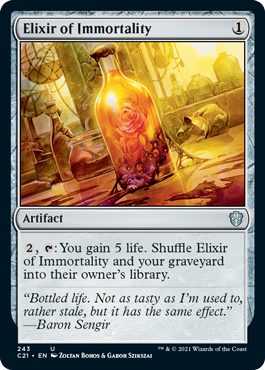 Elixir of Immortality 1
Artifact
2, T: You gain 5 life. Shuffle Elixir
of Immortality and your graveyard
into their owner's library.
"Bottled life. Not as tasty as I'm used to,
rather stale, but it has the same effect."
—Baron Sengir
243 U
C21 • EN Zoltan Boros & Gabor Szikszai
™ & © 2021 Wizards of the Coast